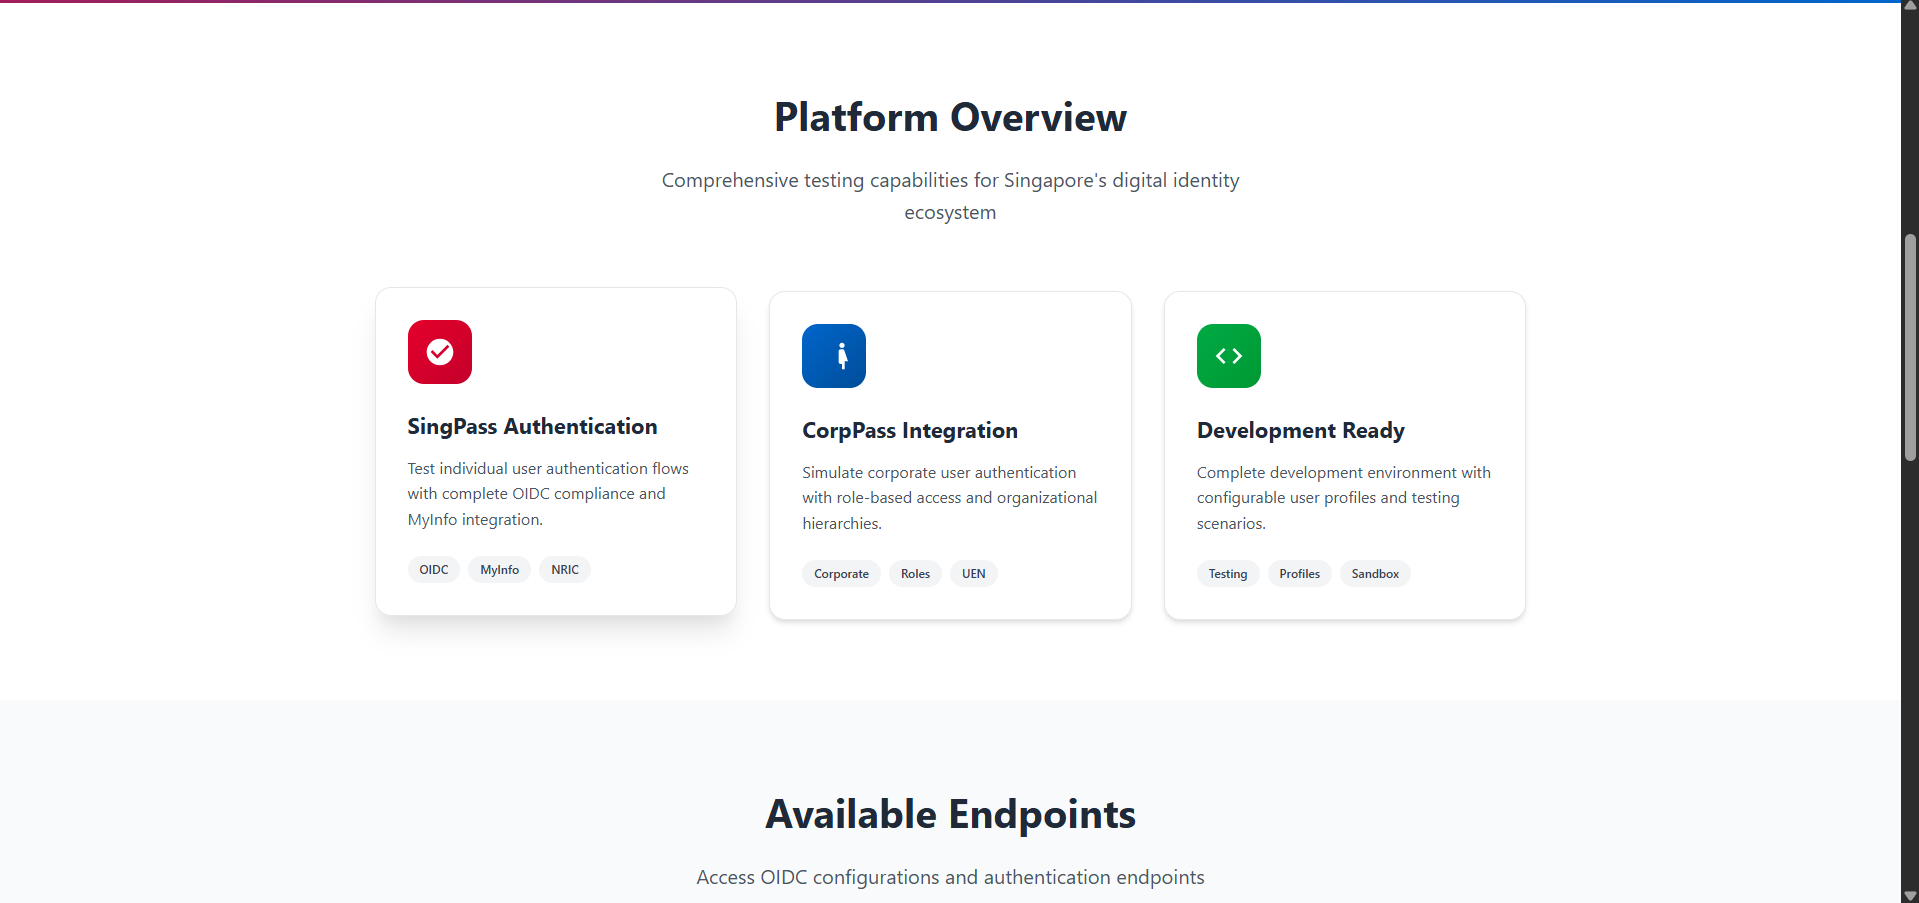 Platform Overview
Comprehensive testing capabilities for Singapore's digital identity
ecosystem
SingPass Authentication
Test individual user authentication flows
with complete OIDC compliance and
MyInfo integration.
OIDC
MyInfo
NRIC
CorpPass Integration
Simulate corporate user authentication
with role-based access and organizational
hierarchies.
Corporate
Roles
UEN
Development Ready
Complete development environment with
configurable user profiles and testing
scenarios.
Testing
Profiles
Sandbox
Available Endpoints
Access OIDC configurations and authentication endpoints